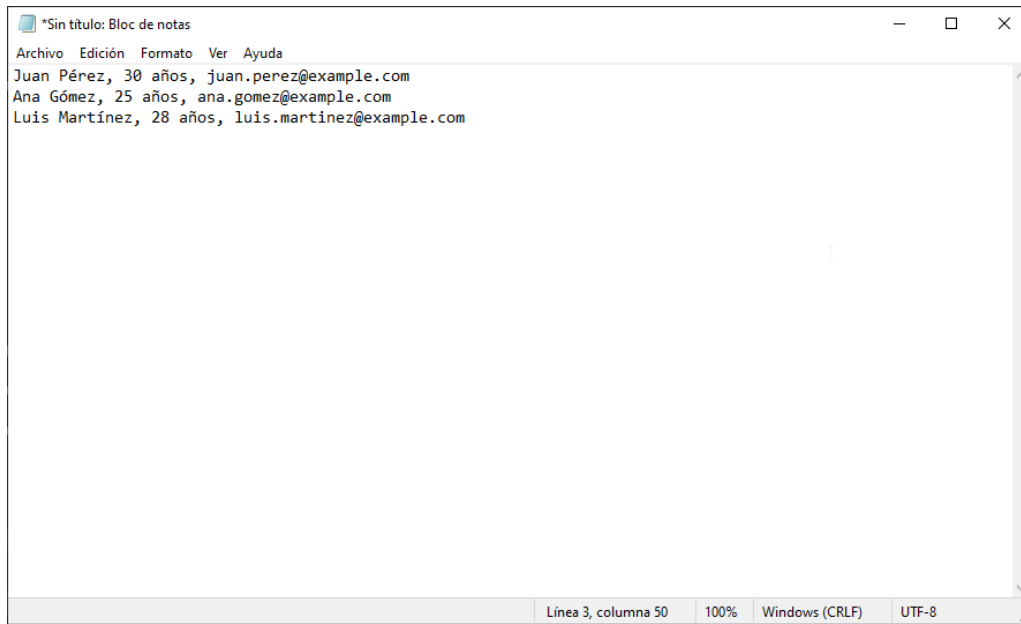 *Sin título: Bloc de notas
Archivo Edición Formato Ver Ayuda
Juan Pérez, 30 años, juan.perez@example.com
Ana Gómez, 25 años, ana.gomez@example.com
Luis Martínez, 28 años, luis.martinez@example.com
Línea 3, columna 50 100% Windows (CRLF) UTF-8